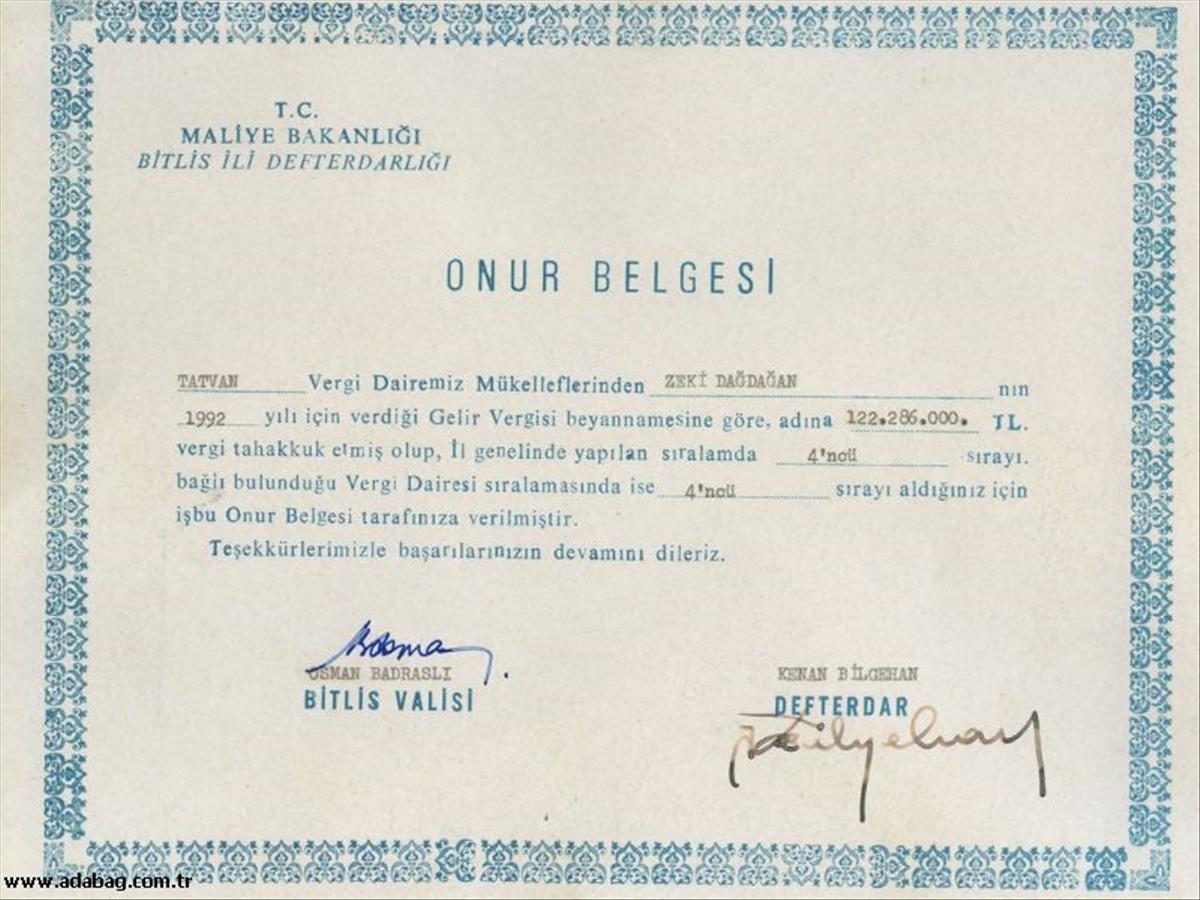 T.C.
MALİYE BAKANLIĞI
BİTLİS İLİ DEFTERDARLIĞI
ONUR BELGESİ
TATVAN Vergi Dairemiz Mükelleflerinden ZEKİ DAĞDAĞAN nın
1992 yılı için verdiği Gelir Vergisi beyannamesine göre, adına 122.286.000. TL.
vergi tahakkuk etmiş olup, İl genelinde yapılan sıralamda 4'ncü sırayı.
bağlı bulunduğu Vergi Dairesi sıralamasında ise 4'ncü sırayı aldığınız için
işbu Onur Belgesi tarafınıza verilmiştir.
Teşekkürlerimizle başarılarınızın devamını dileriz.
OSMAN BADRASLI
BİTLİS VALİSİ
KENAN BİLGEHAN
DEFTERDAR
www.adabag.com.tr